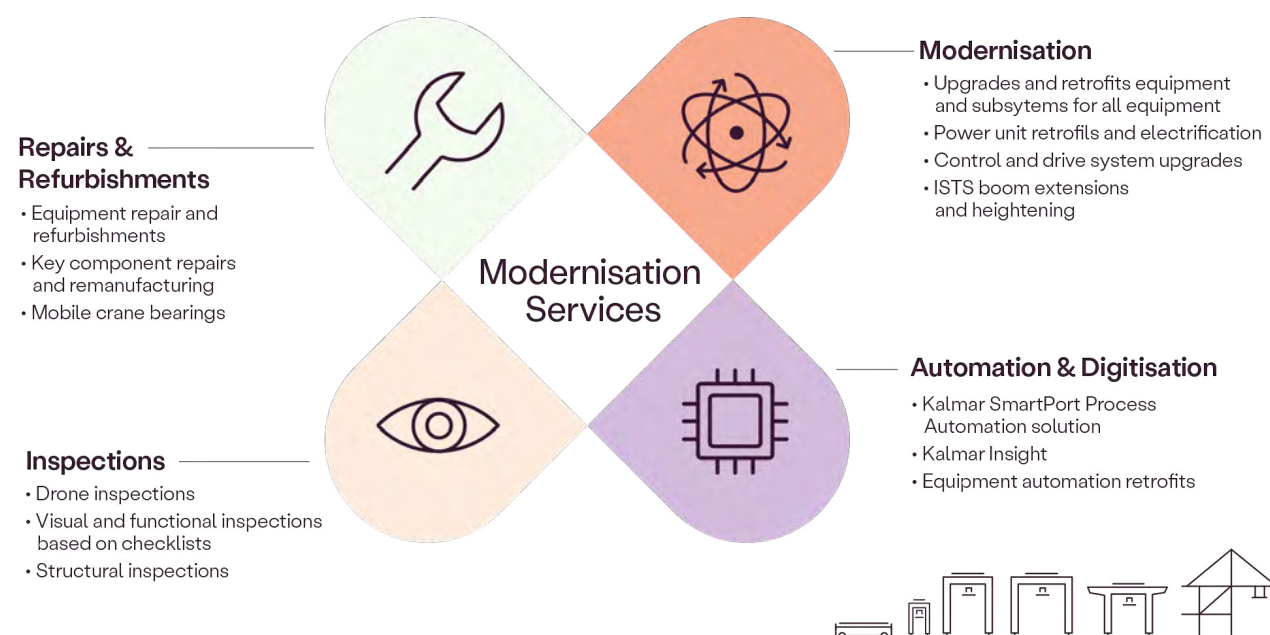 Modernisation
Services
Repairs &
Refurbishments
• Equipment repair and
refurbishments
• Key component repairs
and remanufacturing
• Mobile crane bearings
Modernisation
• Upgrades and retrofits equipment
and subsytems for all equipment
• Power unit retrofils and electrification
• Control and drive system upgrades
• ISTS boom extensions
and heightening
Inspections
• Drone inspections
• Visual and functional inspections
based on checklists
• Structural inspections
Automation & Digitisation
• Kalmar SmartPort Process
Automation solution
• Kalmar Insight
• Equipment automation retrofits